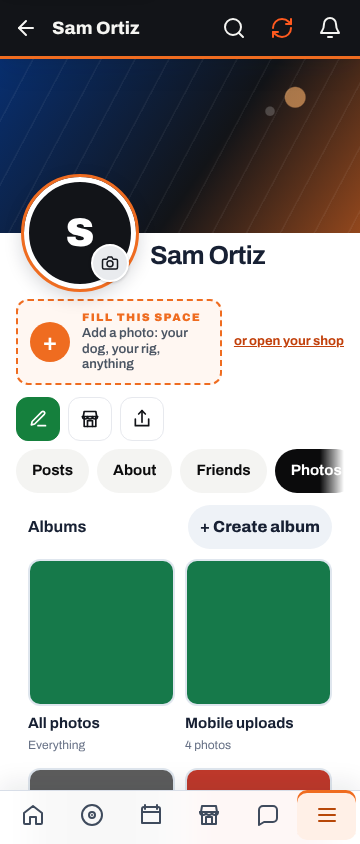 Sam Ortiz
S
Sam Ortiz
FILL THIS SPACE
+
Add a photo: your
dog, your rig,
anything
or open your shop
Posts
About
Friends
Photos
Albums
+ Create album
All photos
Everything
Mobile uploads
4 photos